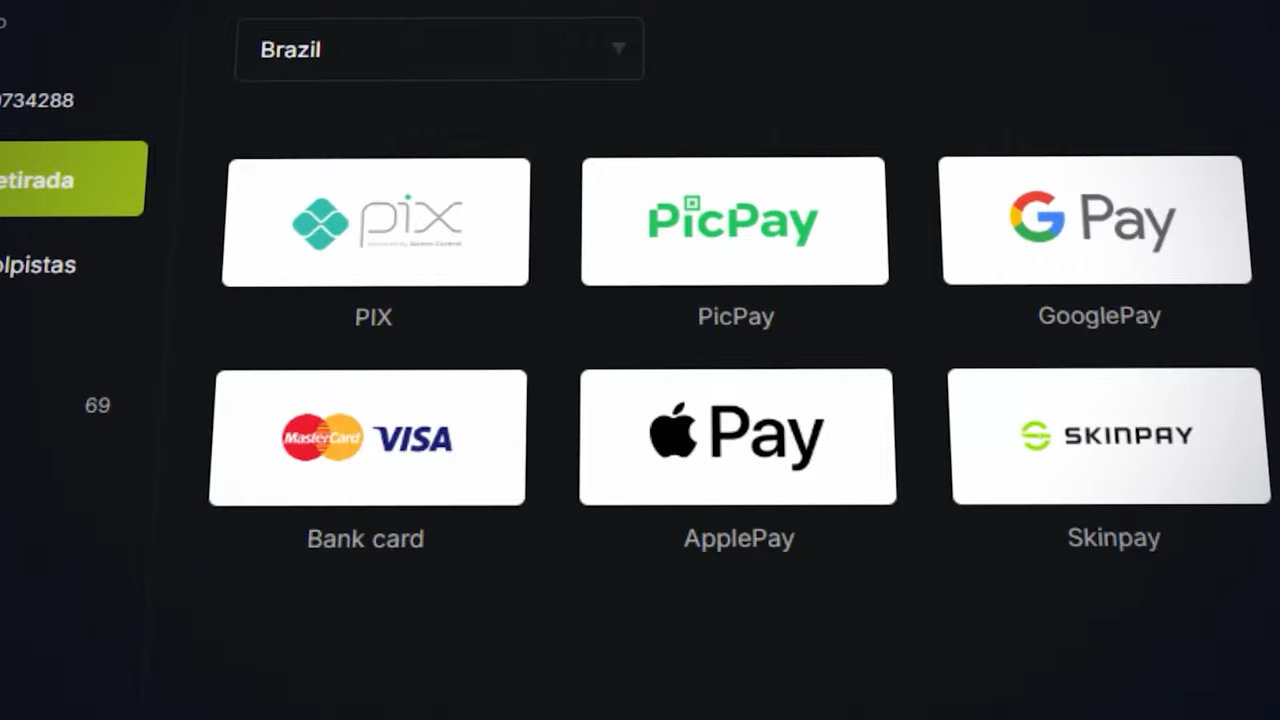 Brazil
0734288
etirada
pix
PicPay
G Pay
PIX
PicPay
GooglePay
olpistas
69
MasterCard VISA
Pay
SKINPAY
Bank card
ApplePay
Skinpay